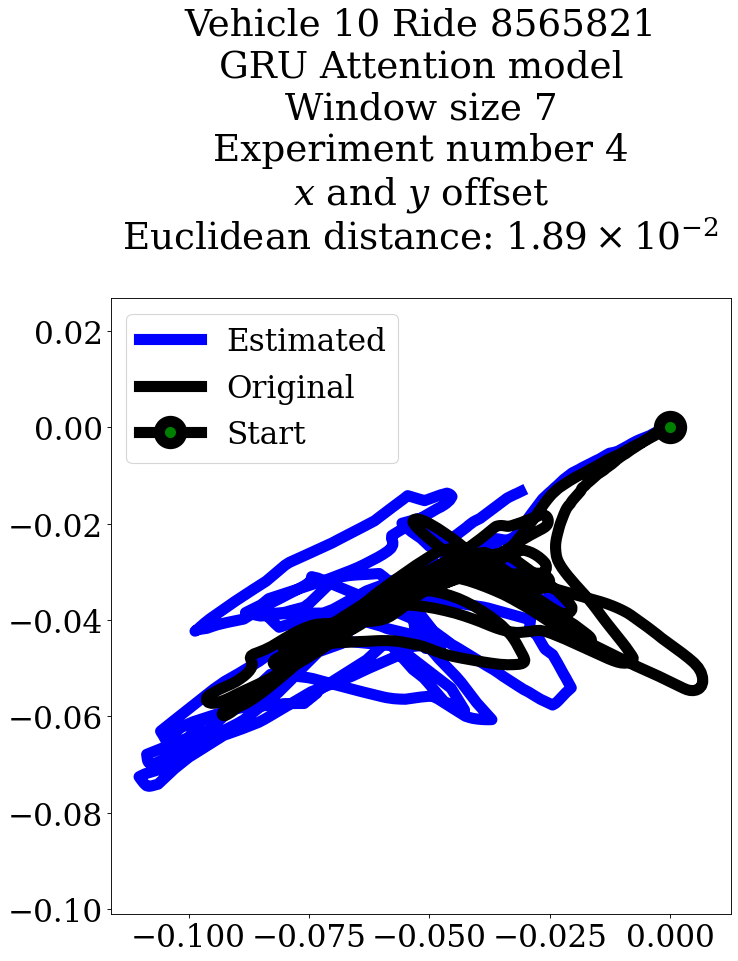 Vehicle 10 Ride 8565821
GRU Attention model
Window size 7
Experiment number 4
x and y offset
Euclidean distance: 1.89 × 10⁻²
Estimated
Original
Start
0.02
0.00
−0.02
−0.04
−0.06
−0.08
−0.10
−0.100 −0.075 −0.050 −0.025 0.000